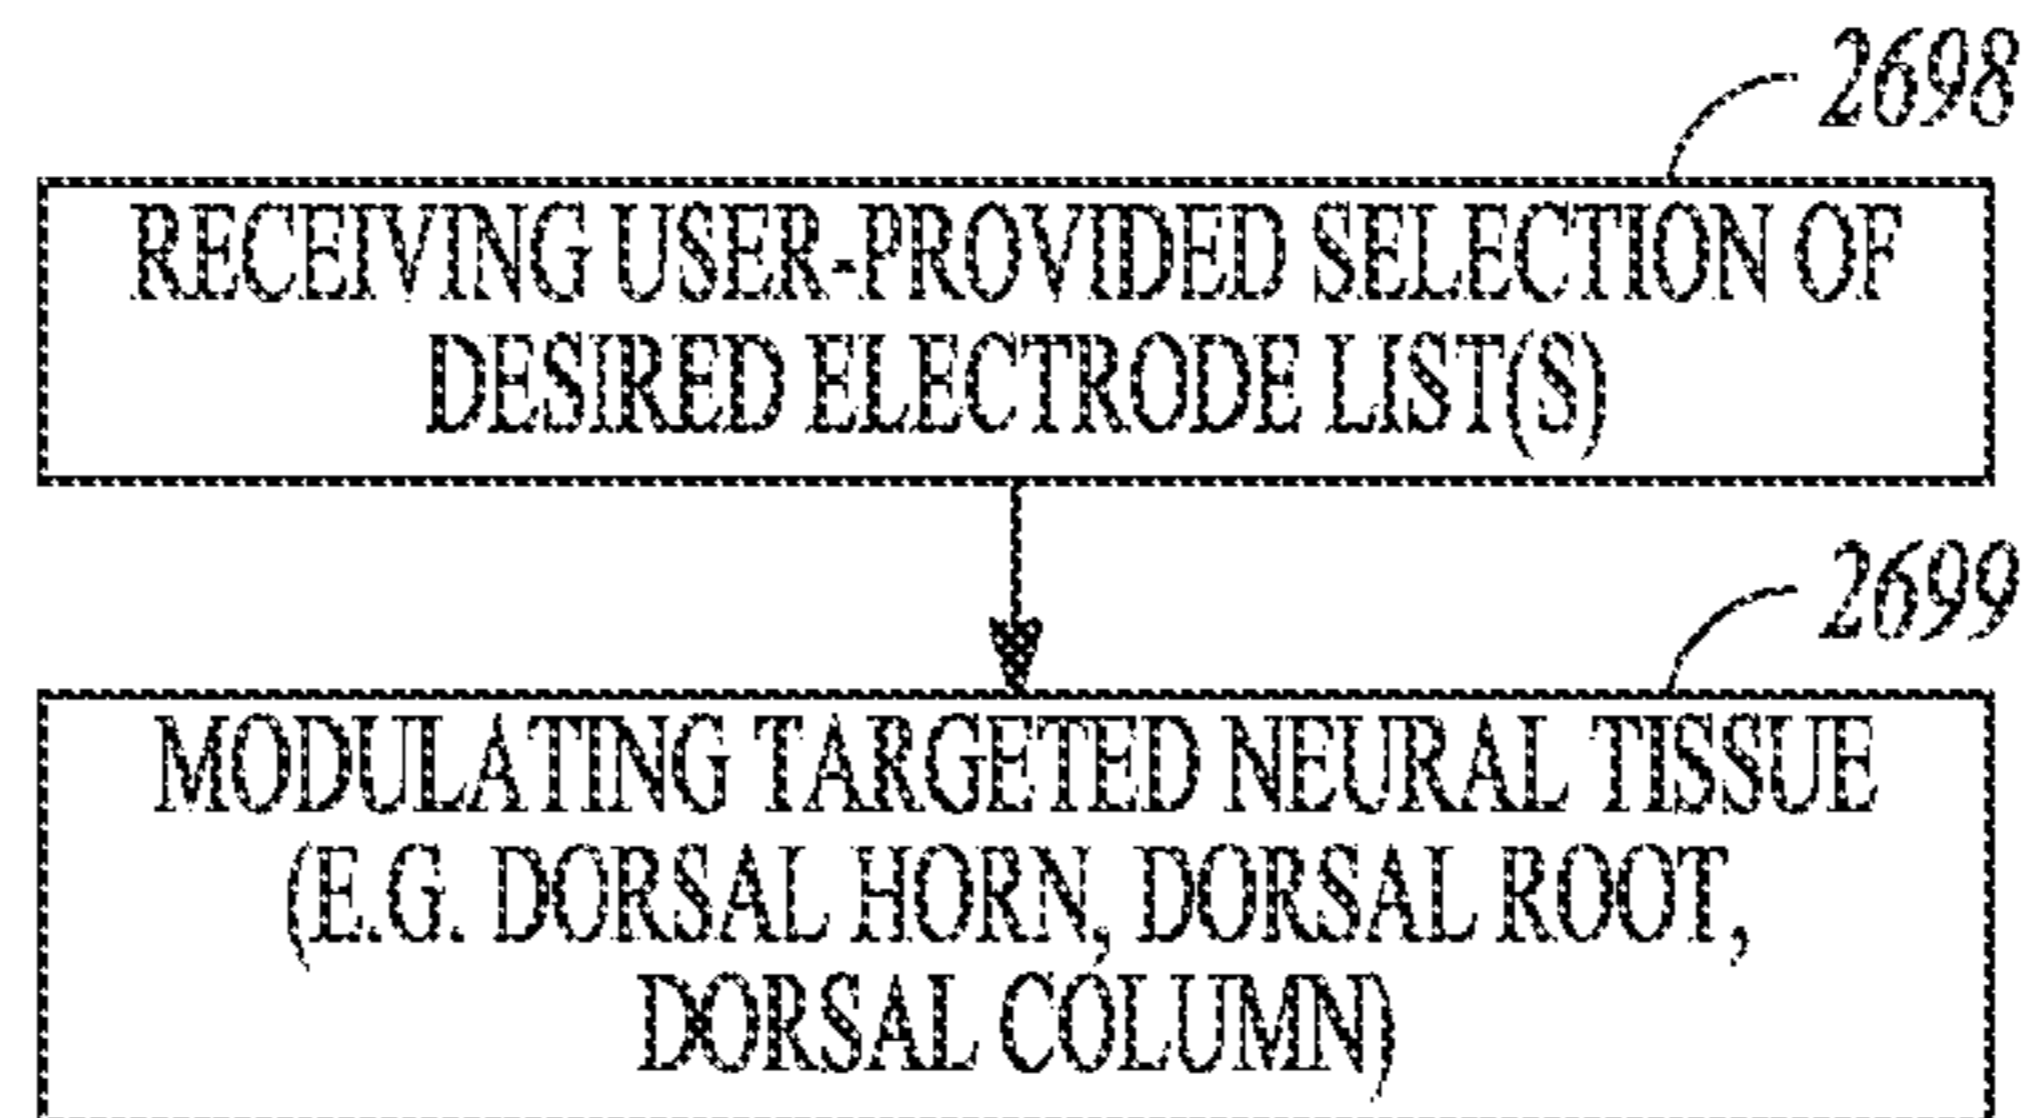 2698
RECEIVING USER-PROVIDED SELECTION OF
DESIRED ELECTRODE LIST(S)
2699
MODULATING TARGETED NEURAL TISSUE
(E.G. DORSAL HORN, DORSAL ROOT,
DORSAL COLUMN)